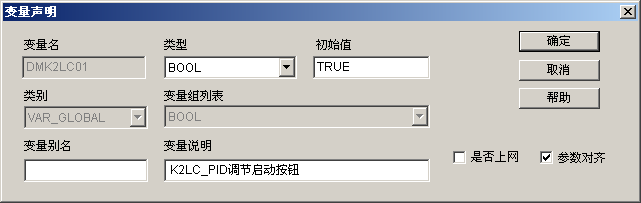 变量声明
变量名 类型 初始值 确定
DMK2LC01 BOOL TRUE
取消
类别 变量组列表 帮助
VAR_GLOBAL BOOL
变量别名 变量说明
是否上网 参数对齐
K2LC_PID调节启动按钮